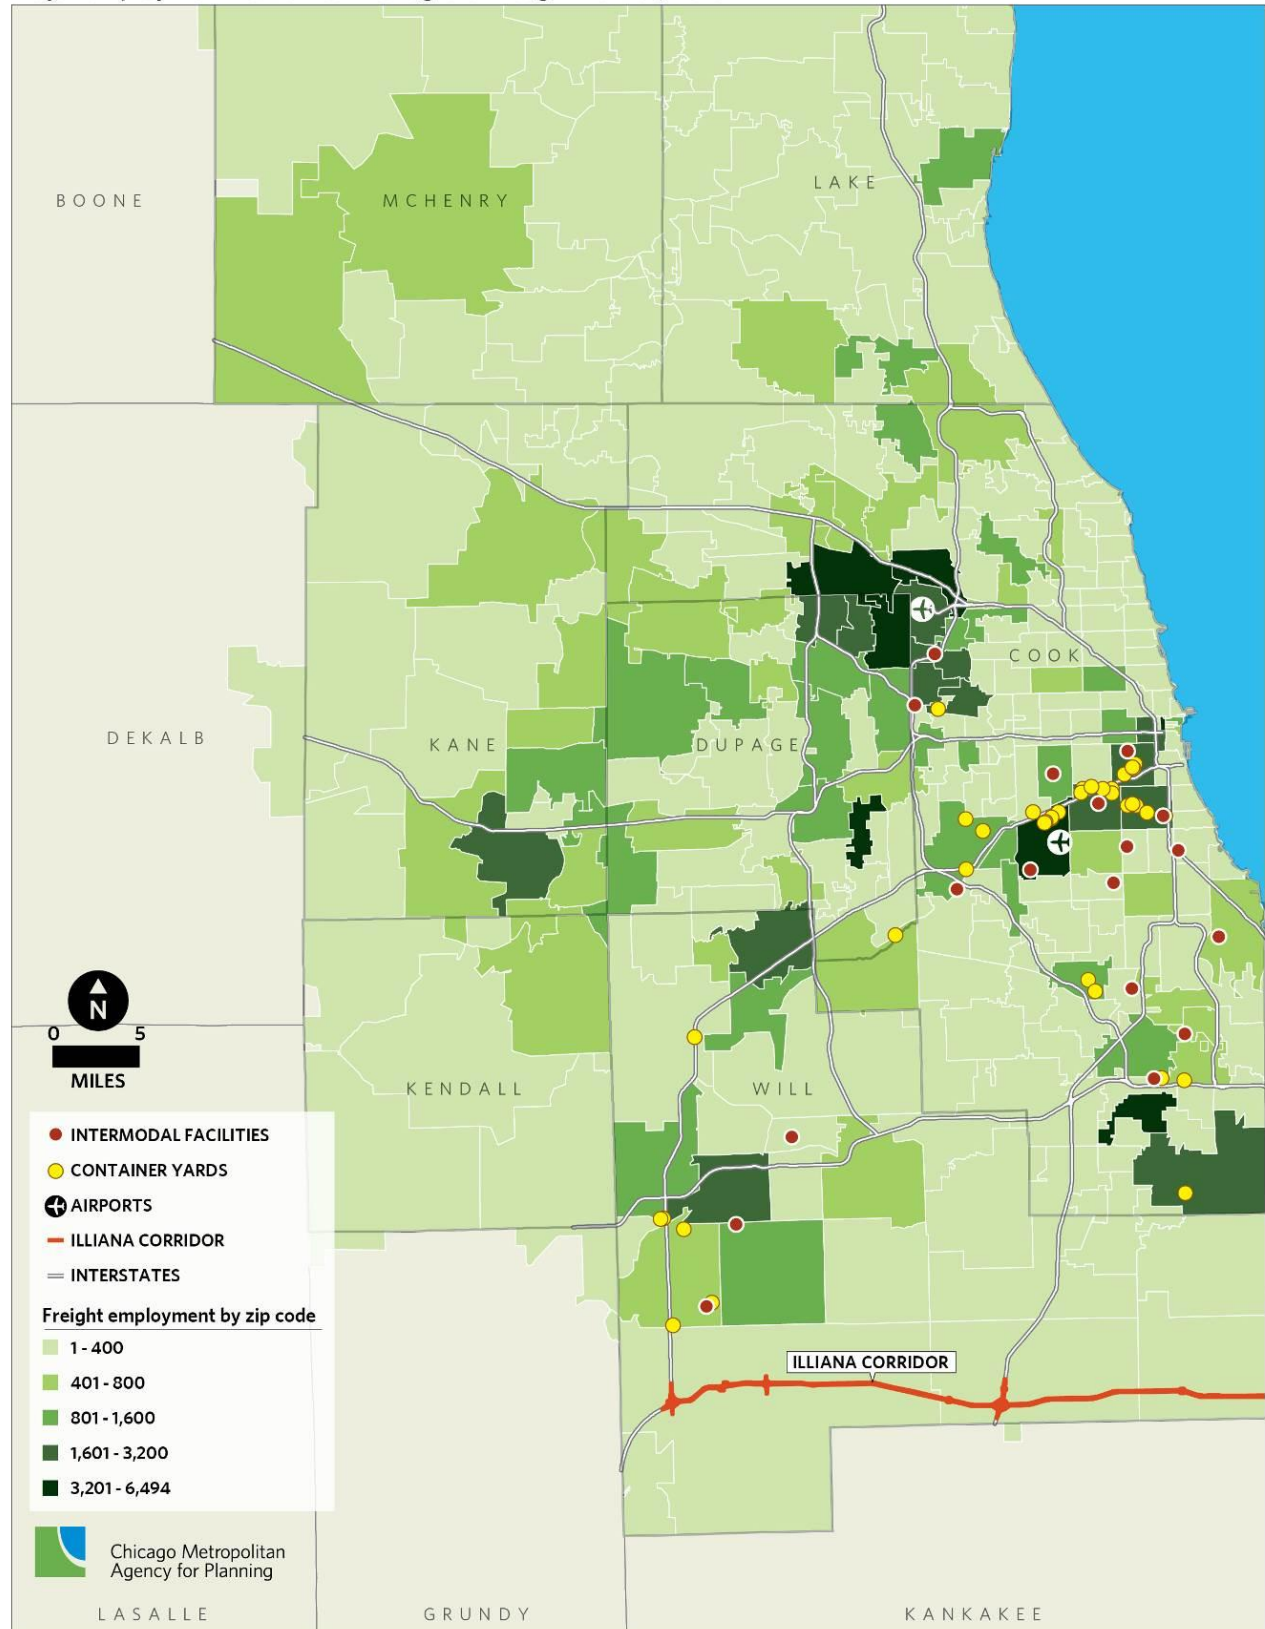 LAKE
BOONE
MCHENRY
COOK
DEKALB
KANE
DUPAGE
N
0 5
MILES
KENDALL
WILL
INTERMODAL FACILITIES
CONTAINER YARDS
AIRPORTS
ILLIANA CORRIDOR
INTERSTATES
Freight employment by zip code
1 - 400
401 - 800
801 - 1,600
1,601 - 3,200
3,201 - 6,494
ILLIANA CORRIDOR
Chicago Metropolitan
Agency for Planning
LASALLE
GRUNDY
KANKAKEE